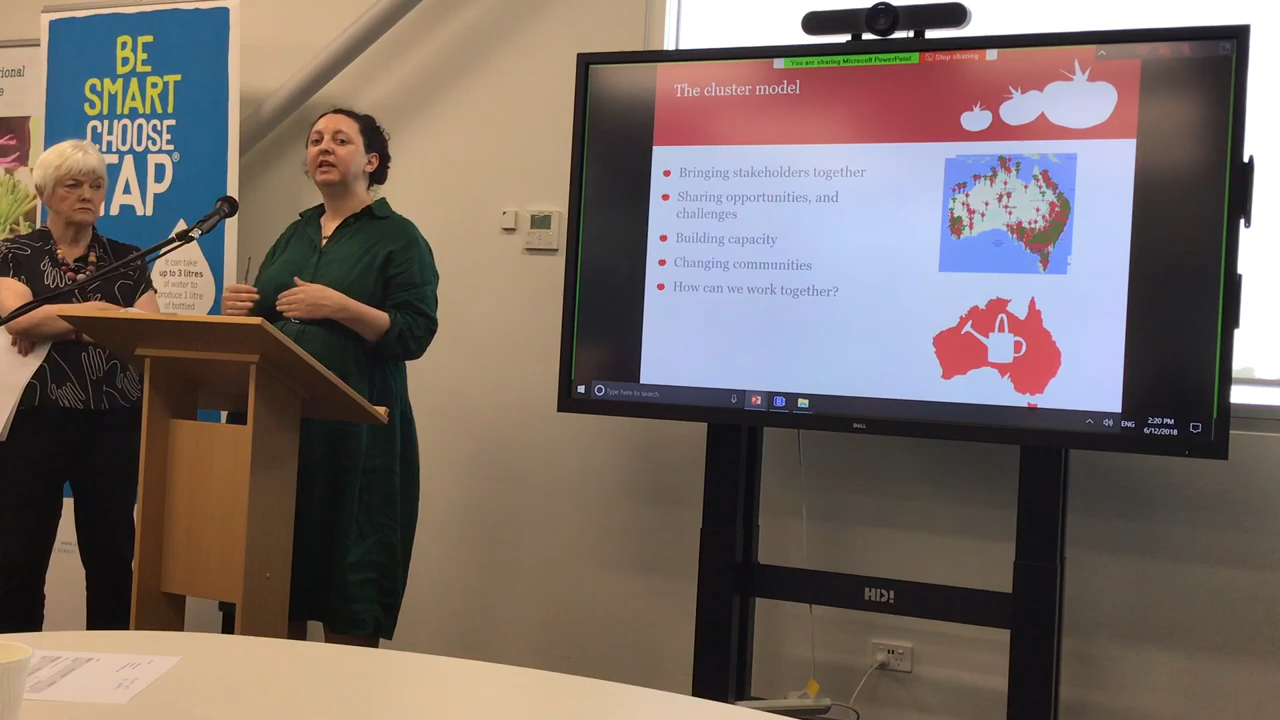 BE
SMART
CHOOSE
TAP®
It can take
up to 3 litres
of water to
produce 1 litre
of bottled
You are sharing Microsoft PowerPoint
Stop sharing
The cluster model
Bringing stakeholders together
Sharing opportunities, and
challenges
Building capacity
Changing communities
How can we work together?
Type here to search
ENG
2:20 PM
6/12/2018
DELL
HD!